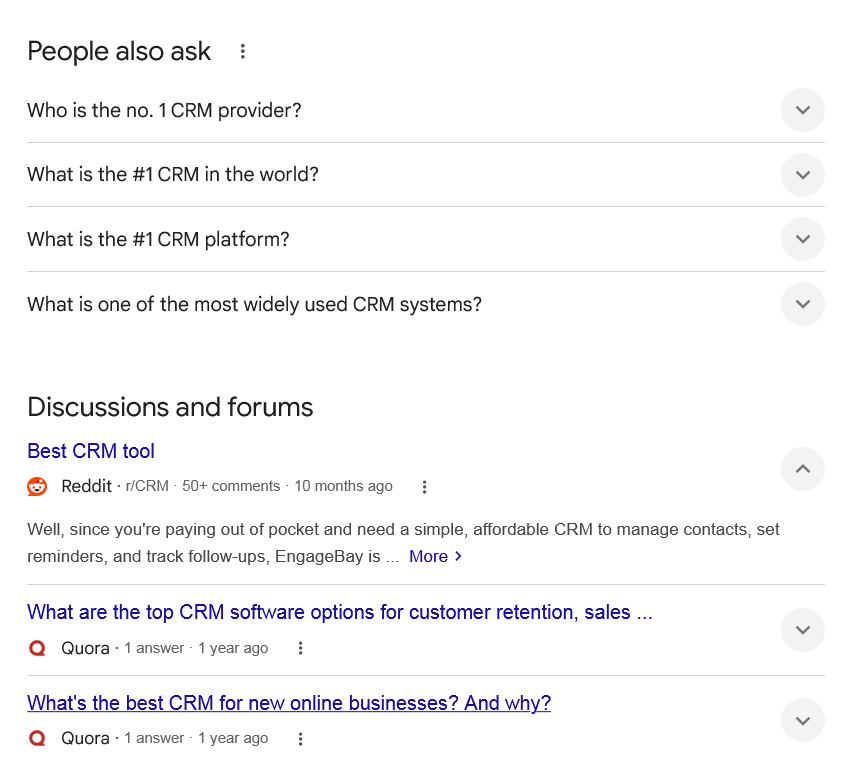 People also ask
Who is the no. 1 CRM provider?
What is the #1 CRM in the world?
What is the #1 CRM platform?
What is one of the most widely used CRM systems?
Discussions and forums
Best CRM tool
Reddit · r/CRM · 50+ comments · 10 months ago
Well, since you're paying out of pocket and need a simple, affordable CRM to manage contacts, set
reminders, and track follow-ups, EngageBay is ... More
What are the top CRM software options for customer retention, sales ...
Quora · 1 answer · 1 year ago
What's the best CRM for new online businesses? And why?
Quora · 1 answer · 1 year ago